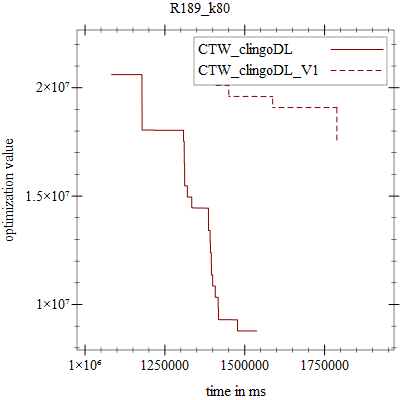 R189_k80
CTW_clingoDL
CTW_clingoDL_V1
optimization value
2×10⁷
1.5×10⁷
1×10⁷
1×10⁶ 1250000 1500000 1750000
time in ms